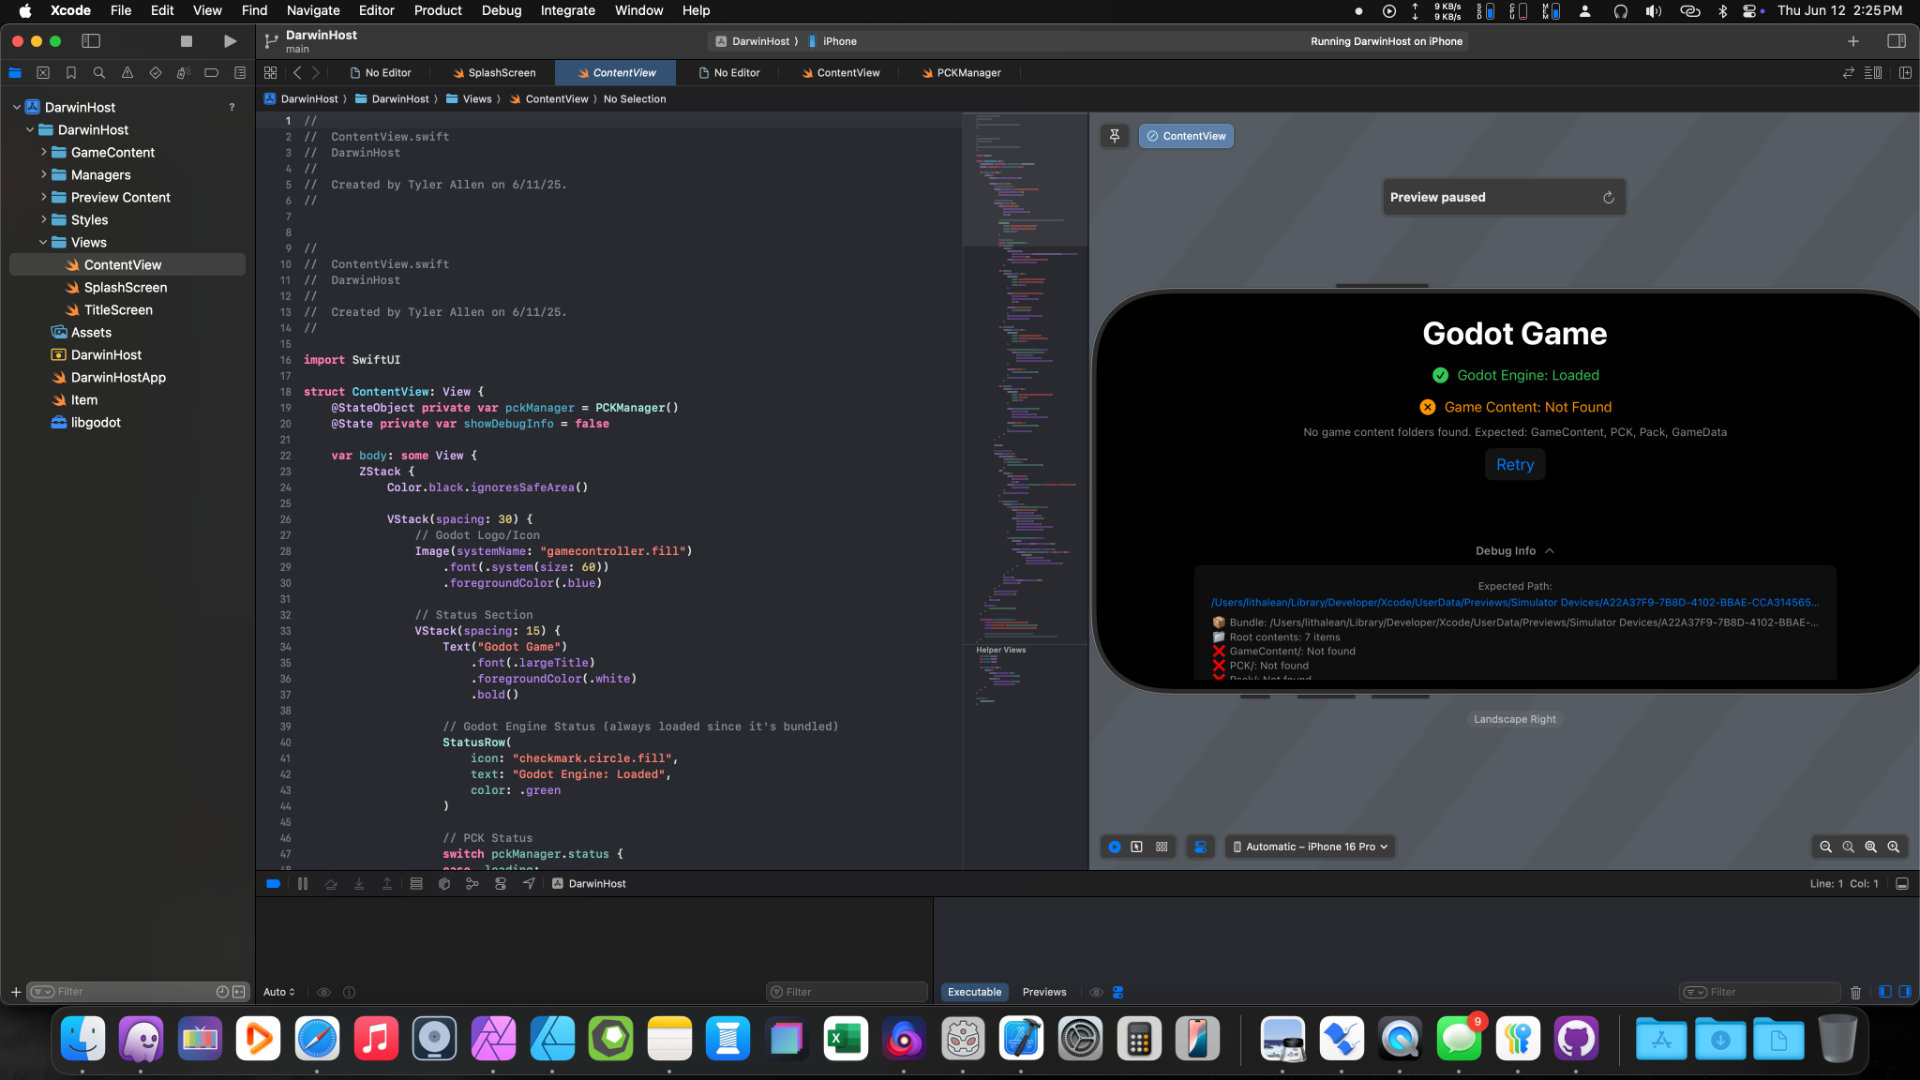 Xcode File Edit View Find Navigate Editor Product Debug Integrate Window Help
9 KB/s
9 KB/s
Thu Jun 12 2:25 PM
DarwinHost
main
DarwinHost
iPhone
Running DarwinHost on iPhone
No Editor
SplashScreen
ContentView
No Editor
ContentView
PCKManager
DarwinHost
DarwinHost
Views
ContentView
No Selection
DarwinHost
?
DarwinHost
GameContent
Managers
Preview Content
Styles
Views
ContentView
SplashScreen
TitleScreen
Assets
DarwinHost
DarwinHostApp
Item
libgodot
Filter
1 //
2 // ContentView.swift
3 // DarwinHost
4 //
5 // Created by Tyler Allen on 6/11/25.
6 //
7
8
9 //
10 // ContentView.swift
11 // DarwinHost
12 //
13 // Created by Tyler Allen on 6/11/25.
14 //
15
16 import SwiftUI
17
18 struct ContentView: View {
19 @StateObject private var pckManager = PCKManager()
20 @State private var showDebugInfo = false
21
22 var body: some View {
23 ZStack {
24 Color.black.ignoresSafeArea()
25
26 VStack(spacing: 30) {
27 // Godot Logo/Icon
28 Image(systemName: "gamecontroller.fill")
29 .font(.system(size: 60))
30 .foregroundColor(.blue)
31
32 // Status Section
33 VStack(spacing: 15) {
34 Text("Godot Game")
35 .font(.largeTitle)
36 .foregroundColor(.white)
37 .bold()
38
39 // Godot Engine Status (always loaded since it's bundled)
40 StatusRow(
41 icon: "checkmark.circle.fill",
42 text: "Godot Engine: Loaded",
43 color: .green
44 )
45
46 // PCK Status
47 switch pckManager.status {
48 case .loading:
Helper Views
ContentView
Preview paused
Godot Game
Godot Engine: Loaded
Game Content: Not Found
No game content folders found. Expected: GameContent, PCK, Pack, GameData
Retry
Debug Info
Expected Path:
/Users/lithalean/Library/Developer/Xcode/UserData/Previews/Simulator Devices/A22A37F9-7B8D-4102-BBAE-CCA314565...
Bundle: /Users/lithalean/Library/Developer/Xcode/UserData/Previews/Simulator Devices/A22A37F9-7B8D-4102-BBAE-...
Root contents: 7 items
GameContent/: Not found
PCK/: Not found
Pack/: Not found
Landscape Right
Automatic – iPhone 16 Pro
DarwinHost
Line: 1 Col: 1
Auto
Filter
Executable
Previews
Filter
9